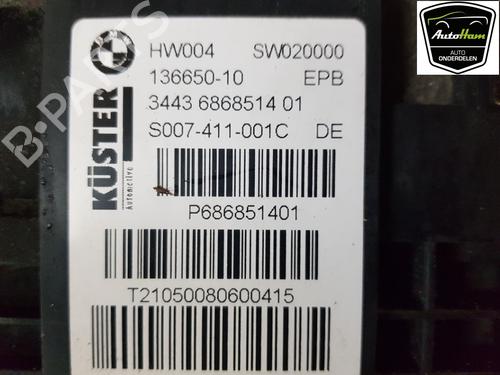 HW004 SW020000
136650-10 EPB
3443 6868514 01
S007-411-001C DE
KÜSTER
Automotive
P686851401
T21050080600415
B-PARTS
AutoHam
AUTO
ONDERDELEN